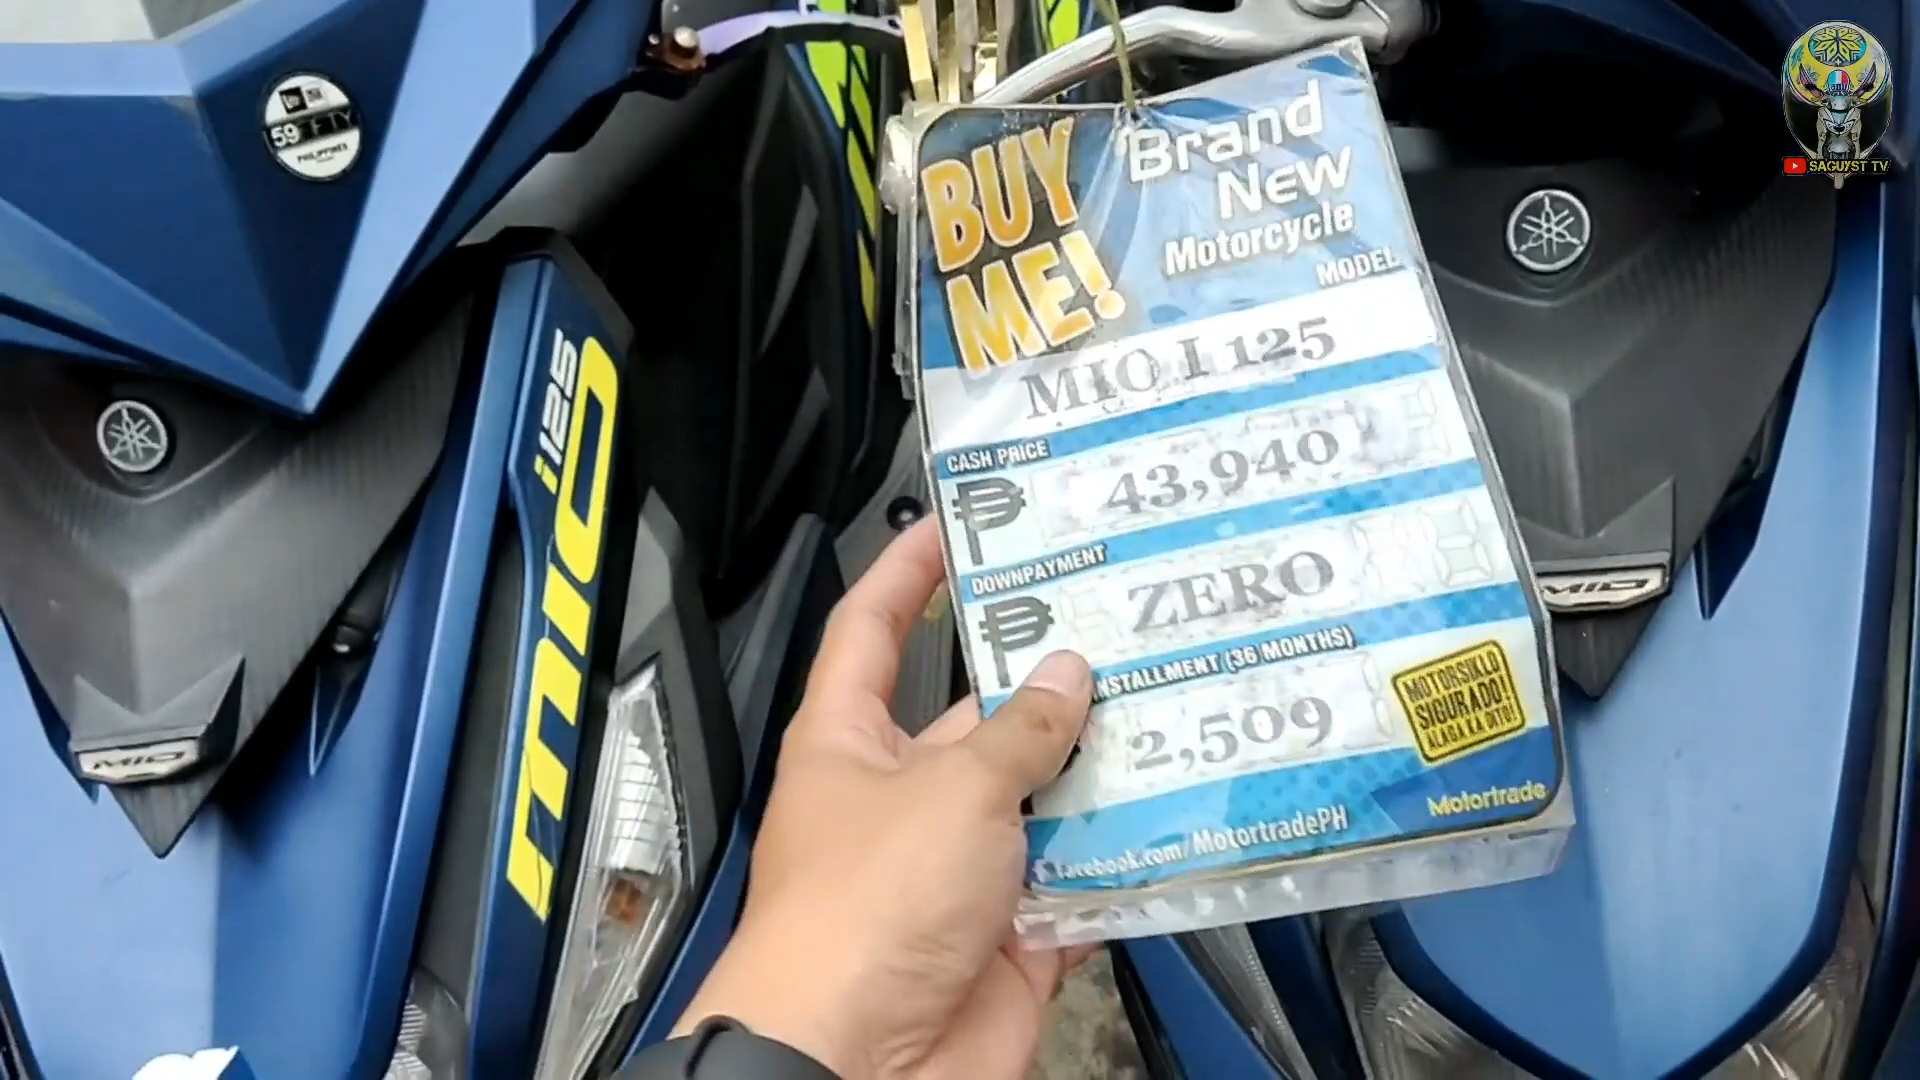 59FIFTY
PHILIPPINES
SAGUYST TV
BUY
ME!
Brand
New
Motorcycle
MODEL
MIO I 125
CASH PRICE
₱ 43,940
DOWNPAYMENT
₱ ZERO
INSTALLMENT (36 MONTHS)
2,509
MOTORSIKLO
SIGURADO!
ALAGA KA DITO!
Motortrade
facebook.com/MotortradePH
mio i125
MIO
MIO